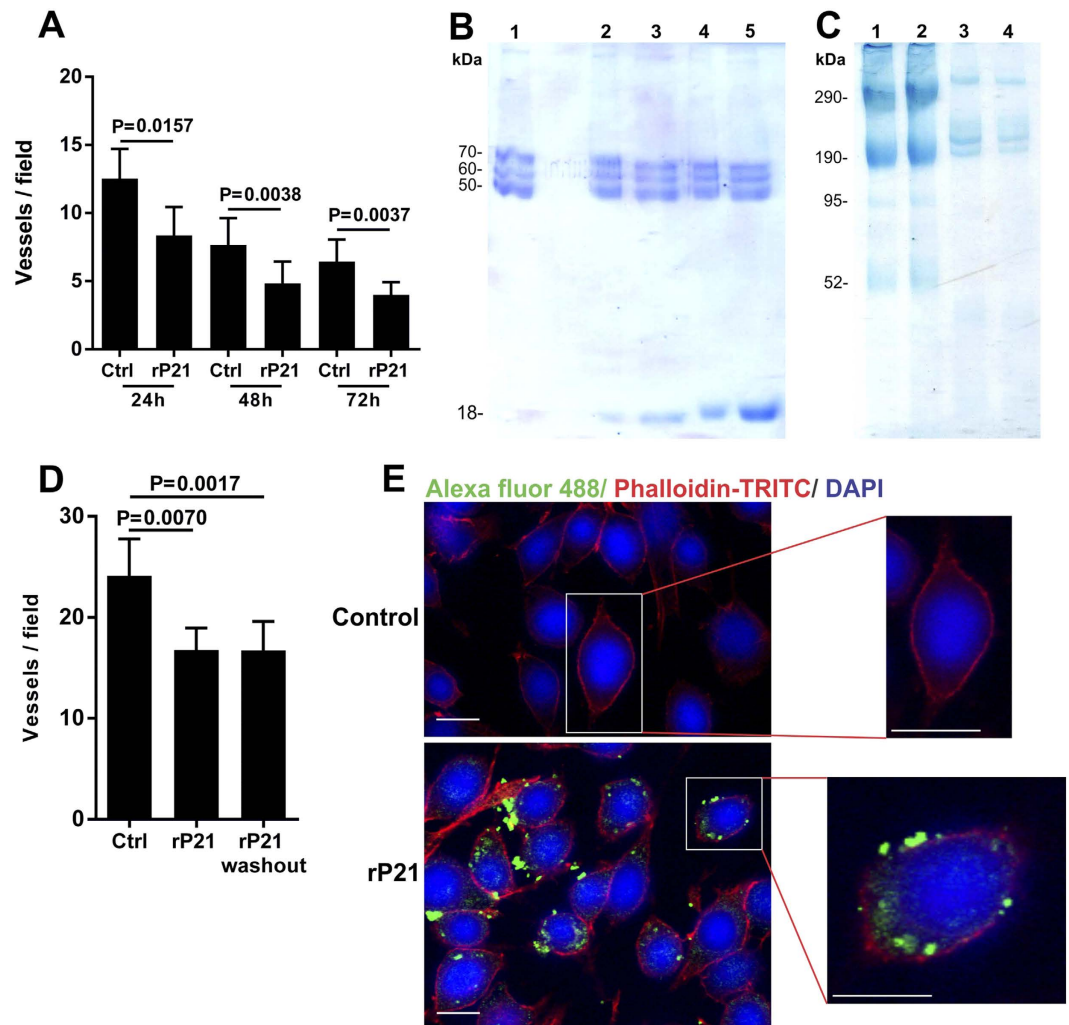 A
Vessels / field
20
15
10
5
0
P=0.0157
P=0.0038
P=0.0037
Ctrl rP21 Ctrl rP21 Ctrl rP21
24h 48h 72h
B
1 2 3 4 5
kDa
70-
60-
50-
18-
C
1 2 3 4
kDa
290-
190-
95-
52-
D
Vessels / field
30
20
10
0
P=0.0017
P=0.0070
Ctrl rP21 rP21
washout
E
Alexa fluor 488/ Phalloidin-TRITC/ DAPI
Control
rP21